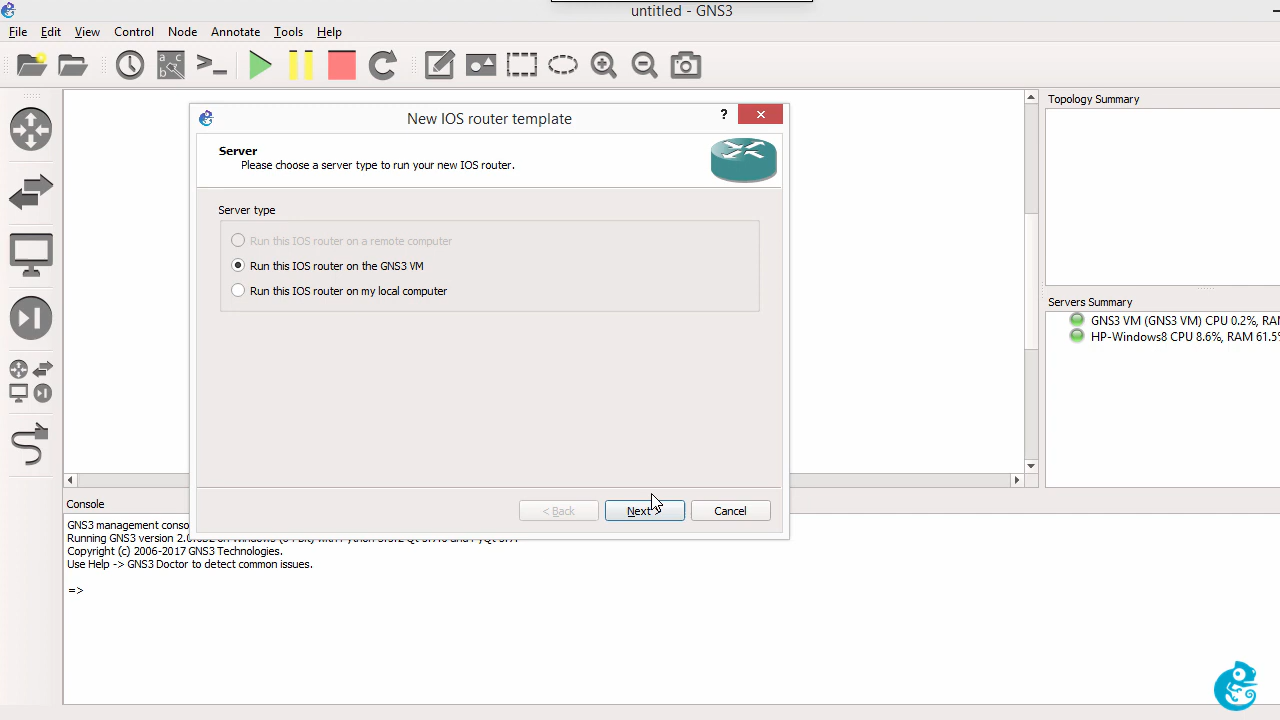 untitled - GNS3
File Edit View Control Node Annotate Tools Help
New IOS router template
?
Server
Please choose a server type to run your new IOS router.
Server type
Run this IOS router on a remote computer
Run this IOS router on the GNS3 VM
Run this IOS router on my local computer
< Back
Next >
Cancel
Topology Summary
Servers Summary
GNS3 VM (GNS3 VM) CPU 0.2%, RAM
HP-Windows8 CPU 8.6%, RAM 61.5%
Console
GNS3 management conso
Running GNS3 version
Copyright (c) 2006-2017 GNS3 Technologies.
Use Help -> GNS3 Doctor to detect common issues.
=>